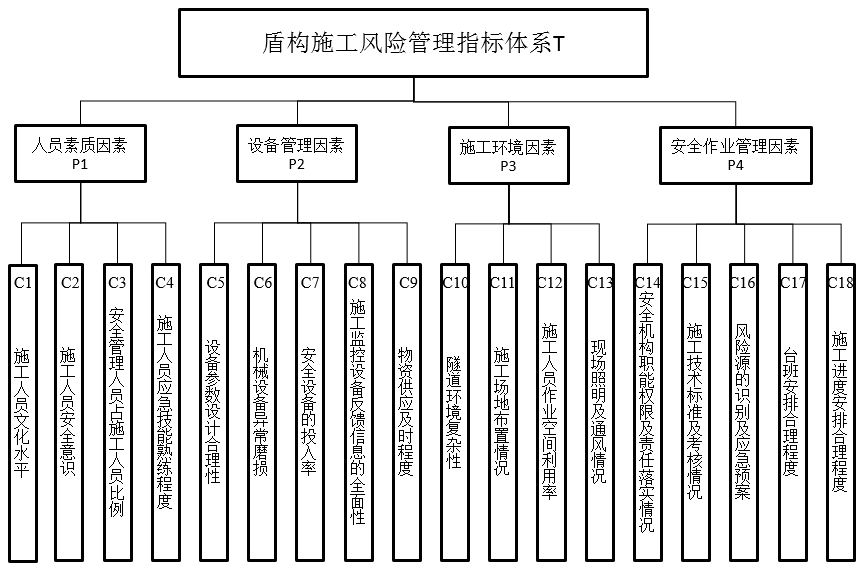 盾构施工风险管理指标体系T
人员素质因素
P1
设备管理因素
P2
施工环境因素
P3
安全作业管理因素
P4
C1
施工人员文化水平
C2
施工人员安全意识
C3
安全管理人员占施工人员比例
C4
施工人员应急技能熟练程度
C5
设备参数设计合理性
C6
机械设备异常磨损
C7
安全设备的投入率
C8
施工监控设备反馈信息的全面性
C9
物资供应及时程度
C10
隧道环境复杂性
C11
施工场地布置情况
C12
施工人员作业空间利用率
C13
现场照明及通风情况
C14
安全机构职能权限及责任落实情况
C15
施工技术标准及考核情况
C16
风险源的识别及应急预案
C17
台班安排合理程度
C18
施工进度安排合理程度